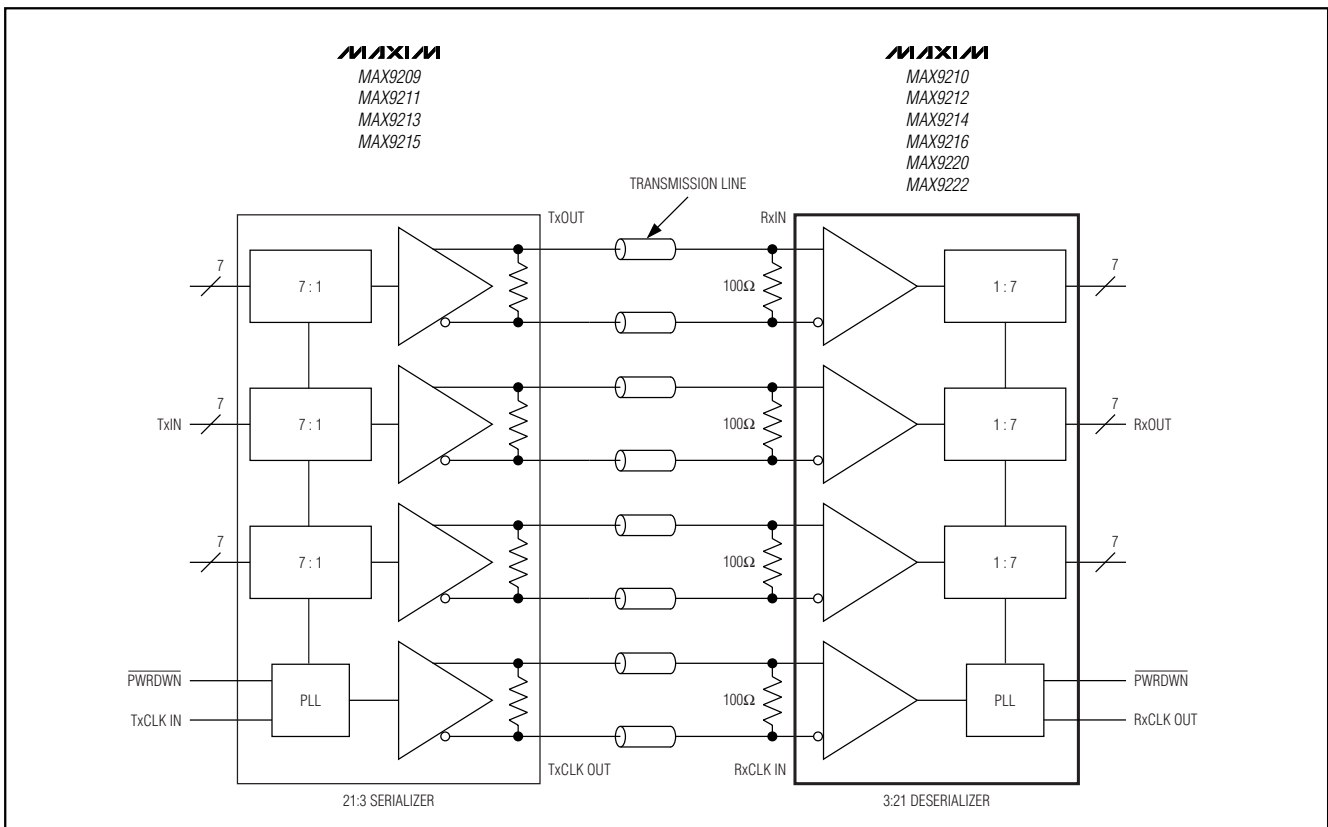 MAXIM
MAX9209
MAX9211
MAX9213
MAX9215
MAXIM
MAX9210
MAX9212
MAX9214
MAX9216
MAX9220
MAX9222
TRANSMISSION LINE
TxOUT
RxIN
7
7 : 1
100Ω
1 : 7
7
TxIN
7
7 : 1
100Ω
1 : 7
7
RxOUT
7
7 : 1
100Ω
1 : 7
7
PWRDWN
TxCLK IN
PLL
100Ω
PLL
PWRDWN
RxCLK OUT
TxCLK OUT
RxCLK IN
21:3 SERIALIZER
3:21 DESERIALIZER